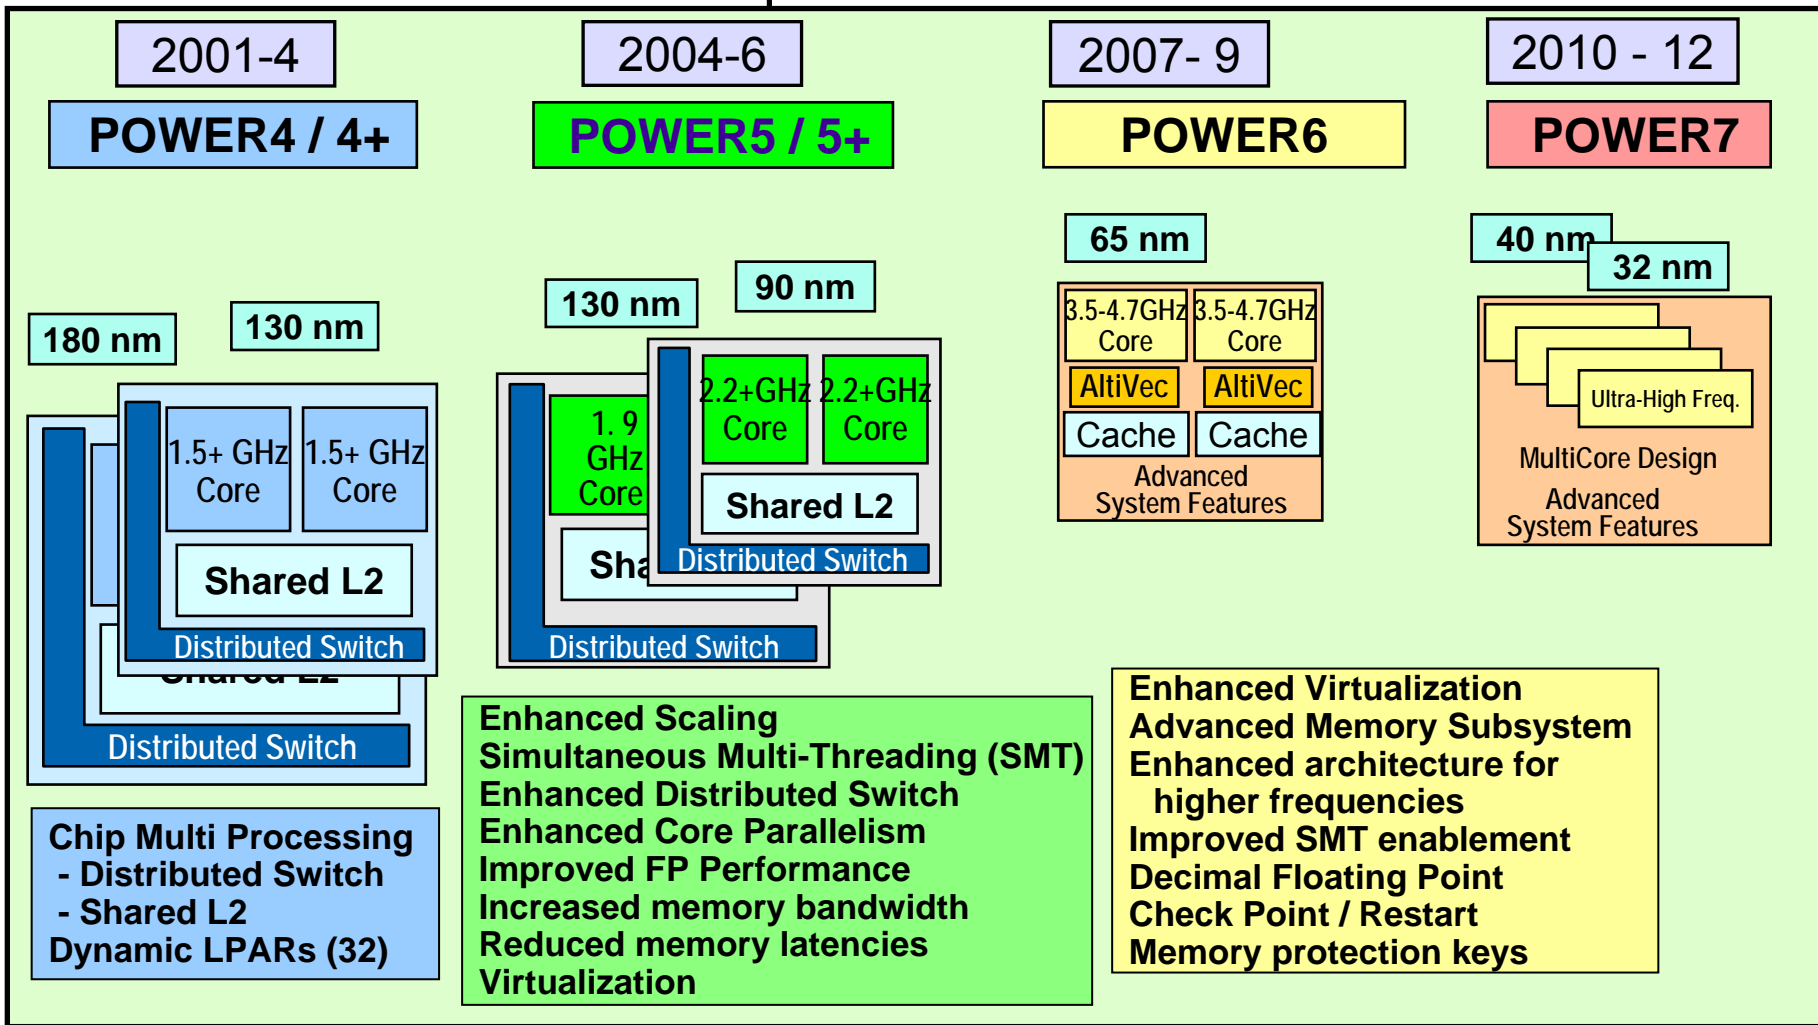 2001-4
POWER4 / 4+
180 nm
130 nm
1.5+ GHz
Core
1.5+ GHz
Core
Shared L2
Distributed Switch
Shared L2
Distributed Switch
Chip Multi Processing
- Distributed Switch
- Shared L2
Dynamic LPARs (32)
2004-6
POWER5 / 5+
130 nm
90 nm
1. 9
GHz
Core
2.2+GHz
Core
2.2+GHz
Core
Shared L2
Distributed Switch
Sha
Distributed Switch
Enhanced Scaling
Simultaneous Multi-Threading (SMT)
Enhanced Distributed Switch
Enhanced Core Parallelism
Improved FP Performance
Increased memory bandwidth
Reduced memory latencies
Virtualization
2007- 9
POWER6
65 nm
3.5-4.7GHz
Core
3.5-4.7GHz
Core
AltiVec
AltiVec
Cache
Cache
Advanced
System Features
Enhanced Virtualization
Advanced Memory Subsystem
Enhanced architecture for
higher frequencies
Improved SMT enablement
Decimal Floating Point
Check Point / Restart
Memory protection keys
2010 - 12
POWER7
40 nm
32 nm
Ultra-High Freq.
MultiCore Design
Advanced
System Features